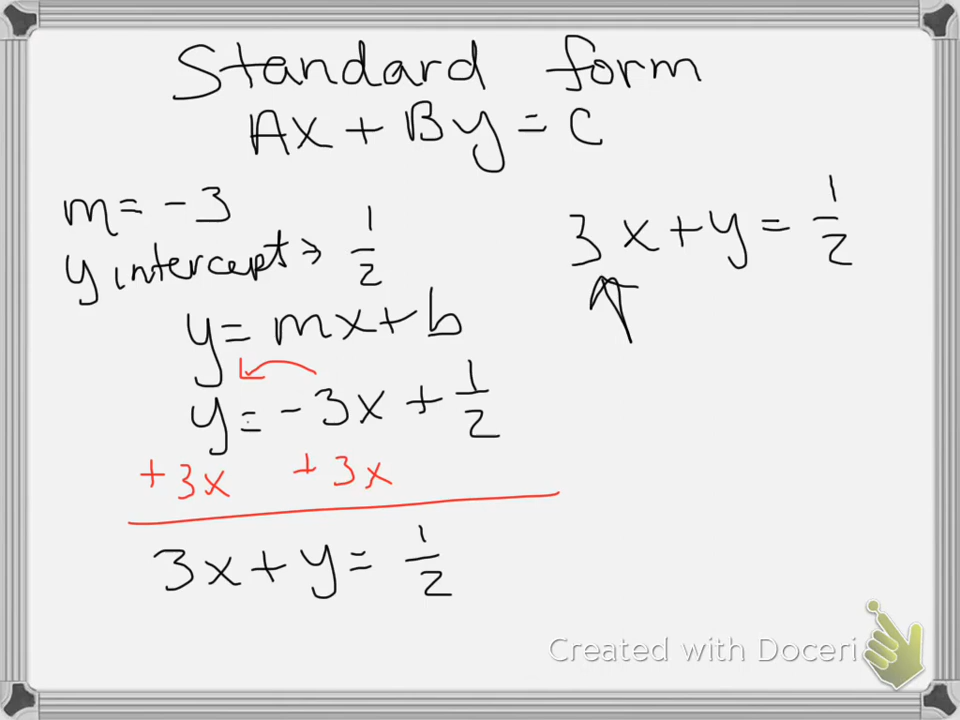 Standard form
Ax + By = C
m = -3
y intercept → 1/2
y = mx + b
y = -3x + 1/2
+3x +3x
3x + y = 1/2
3x + y = 1/2
Created with Doceri